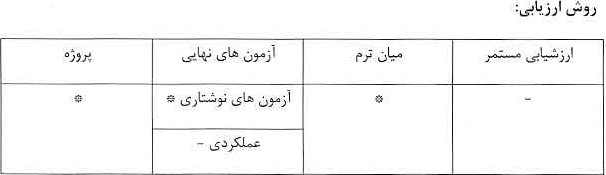 روش ارزیابی:
ارزشیابی مستمر	میان ترم	آزمون های نهایی	پروژه
-	*	آزمون های نوشتاری *	*
عملکردی -